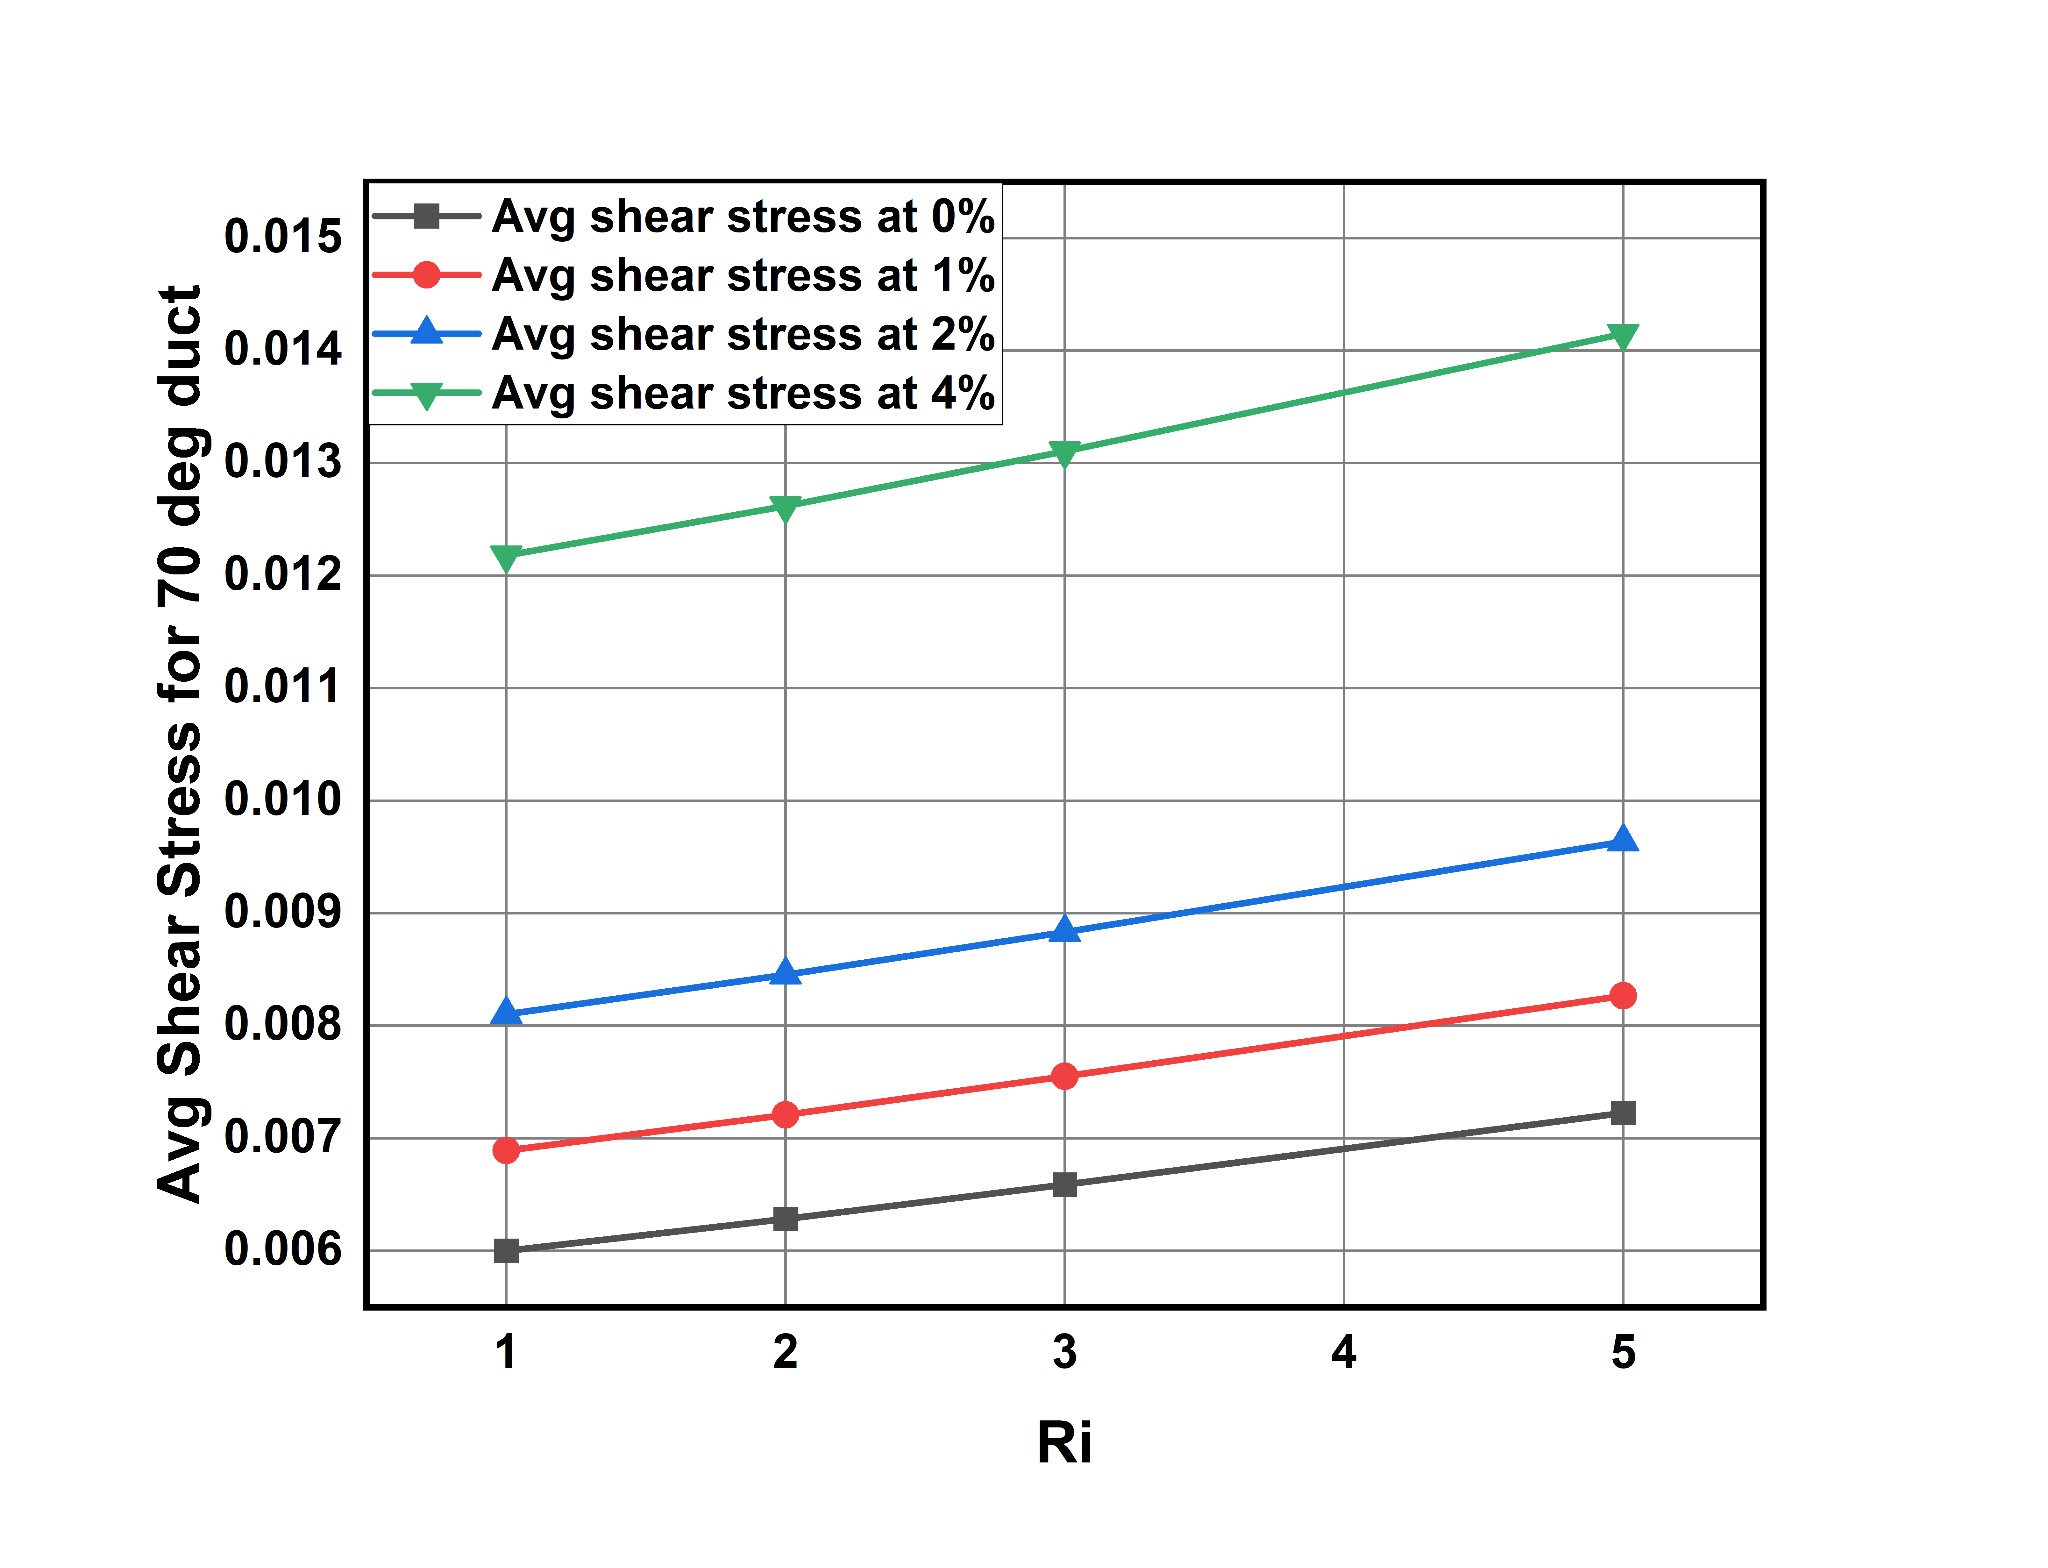 Avg shear stress at 0%
Avg shear stress at 1%
Avg shear stress at 2%
Avg shear stress at 4%
Avg Shear Stress for 70 deg duct
0.015
0.014
0.013
0.012
0.011
0.010
0.009
0.008
0.007
0.006
1 2 3 4 5
Ri